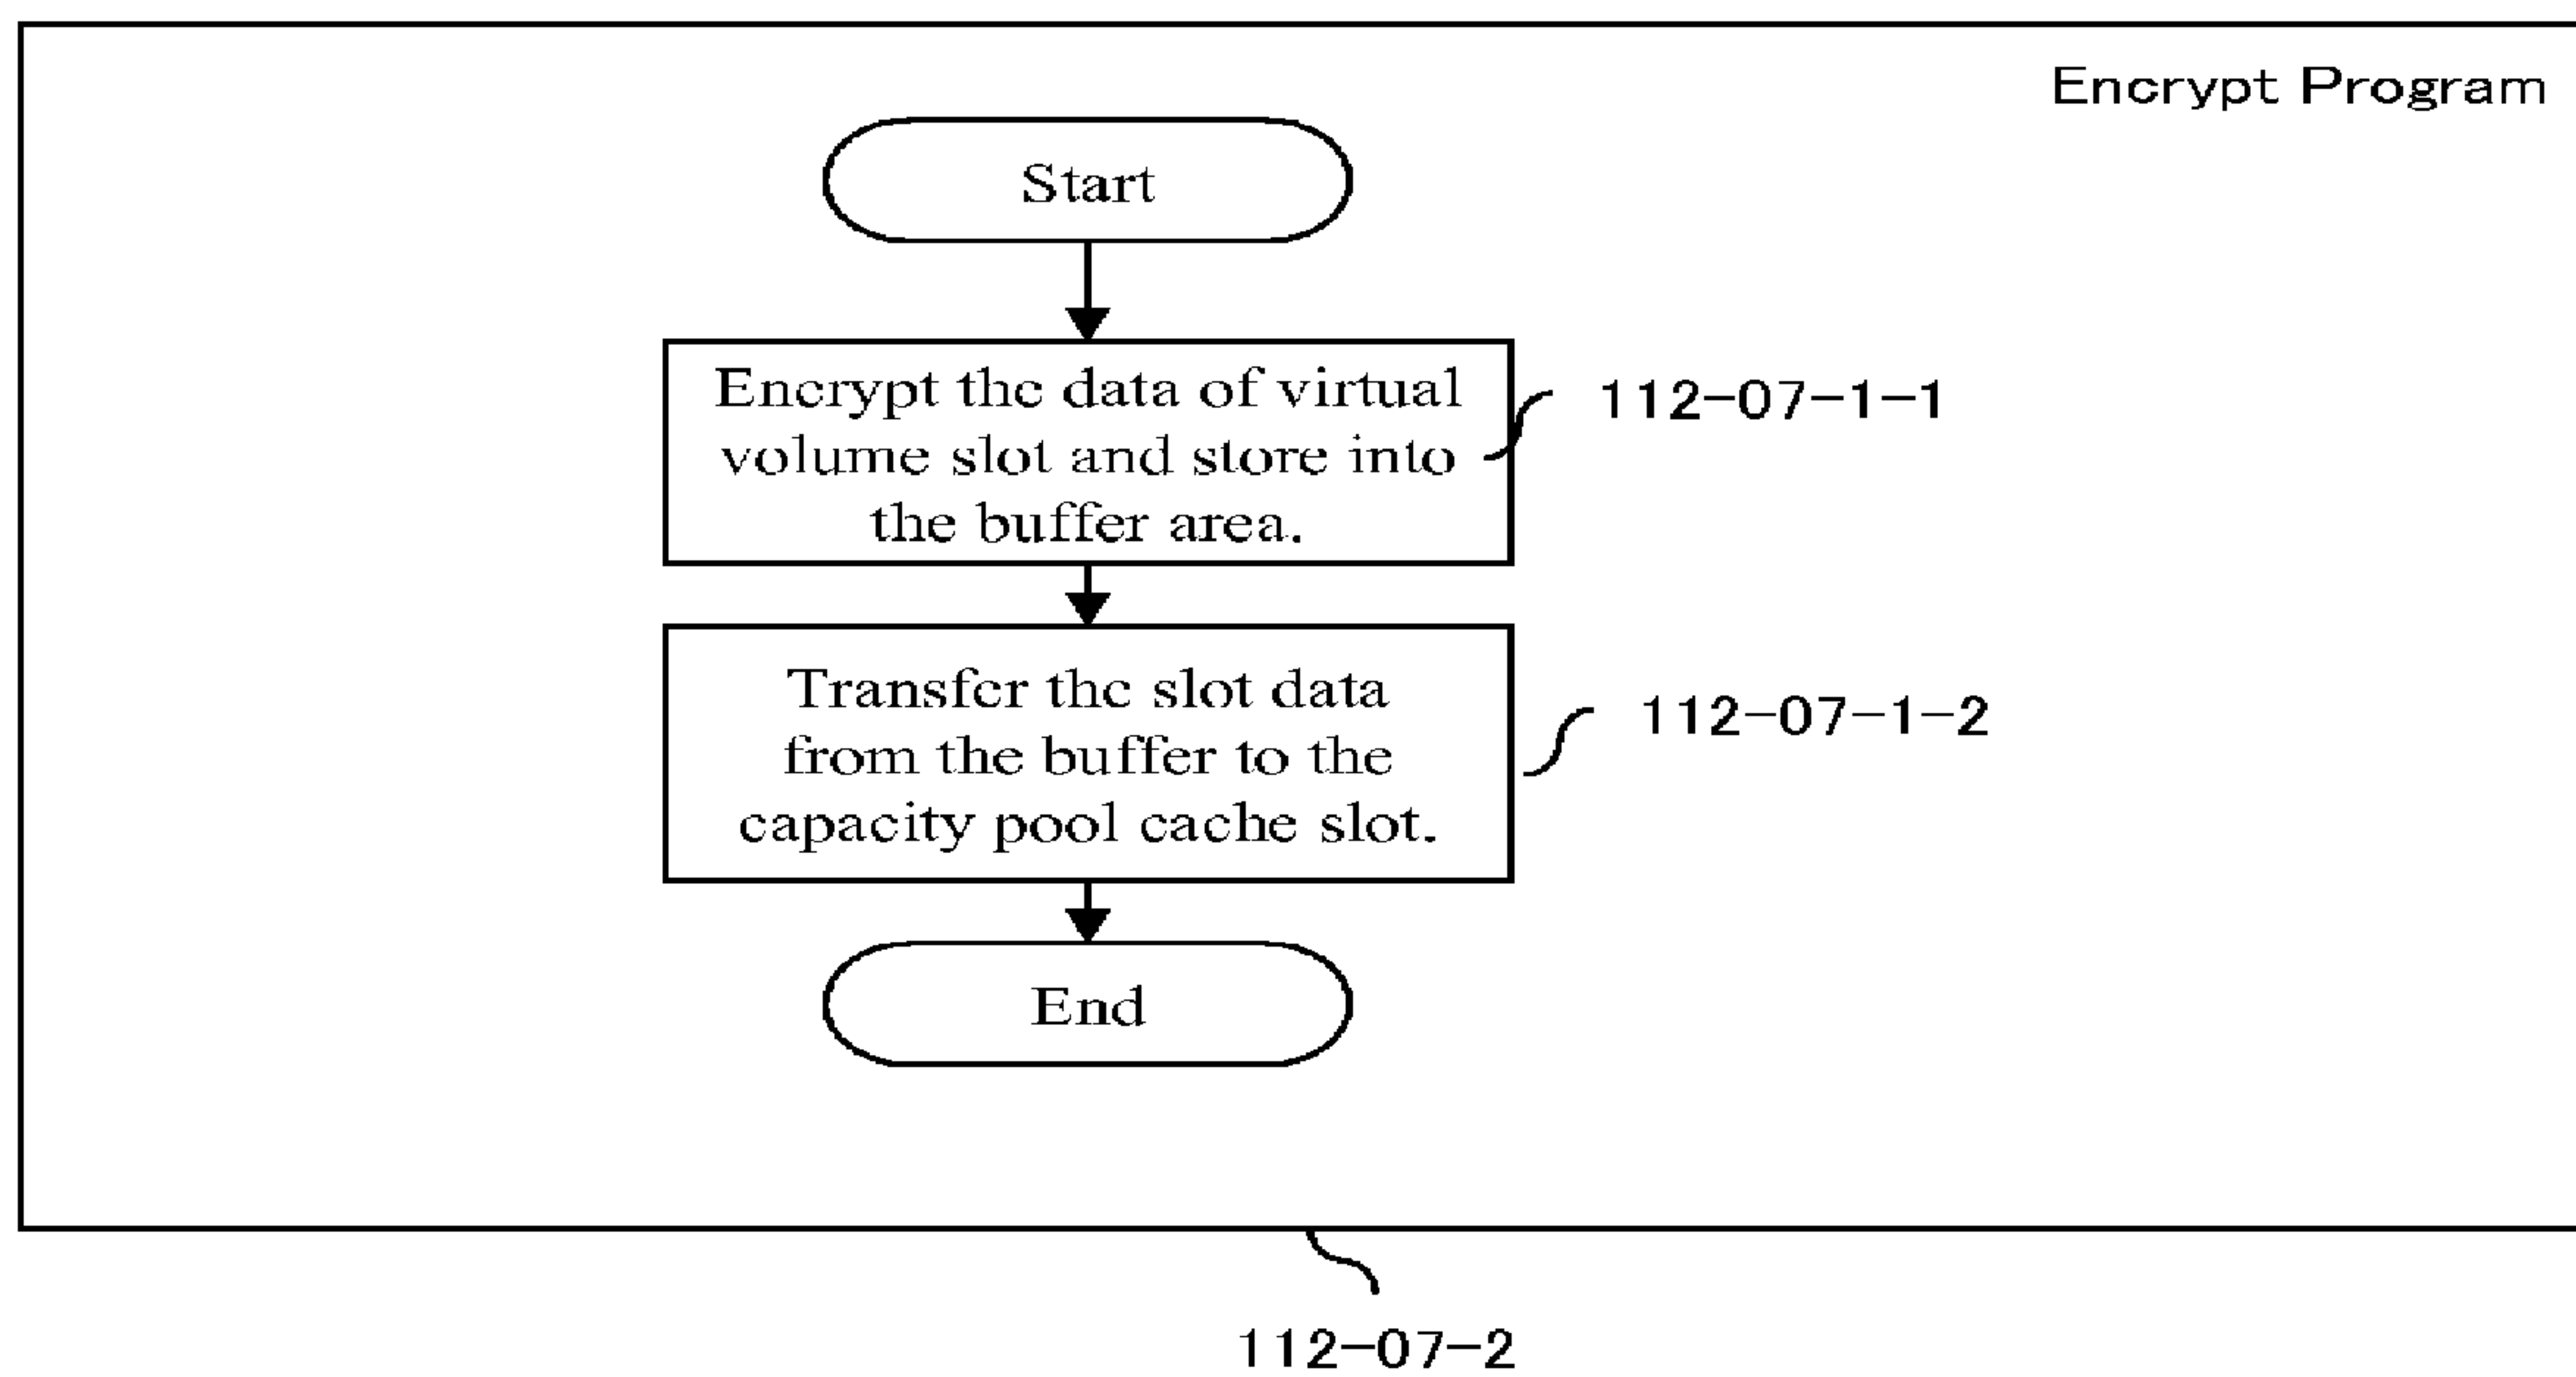 Encrypt Program
Start
Encrypt the data of virtual
volume slot and store into
the buffer area.
112-07-1-1
Transfer the slot data
from the buffer to the
capacity pool cache slot.
112-07-1-2
End
112-07-2